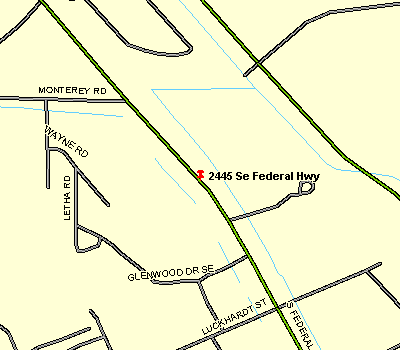 MONTEREY RD
WAYNE RD
2445 Se Federal Hwy
LETHA RD
GLENWOOD DR SE
LUCKHARDT ST
S FEDERAL